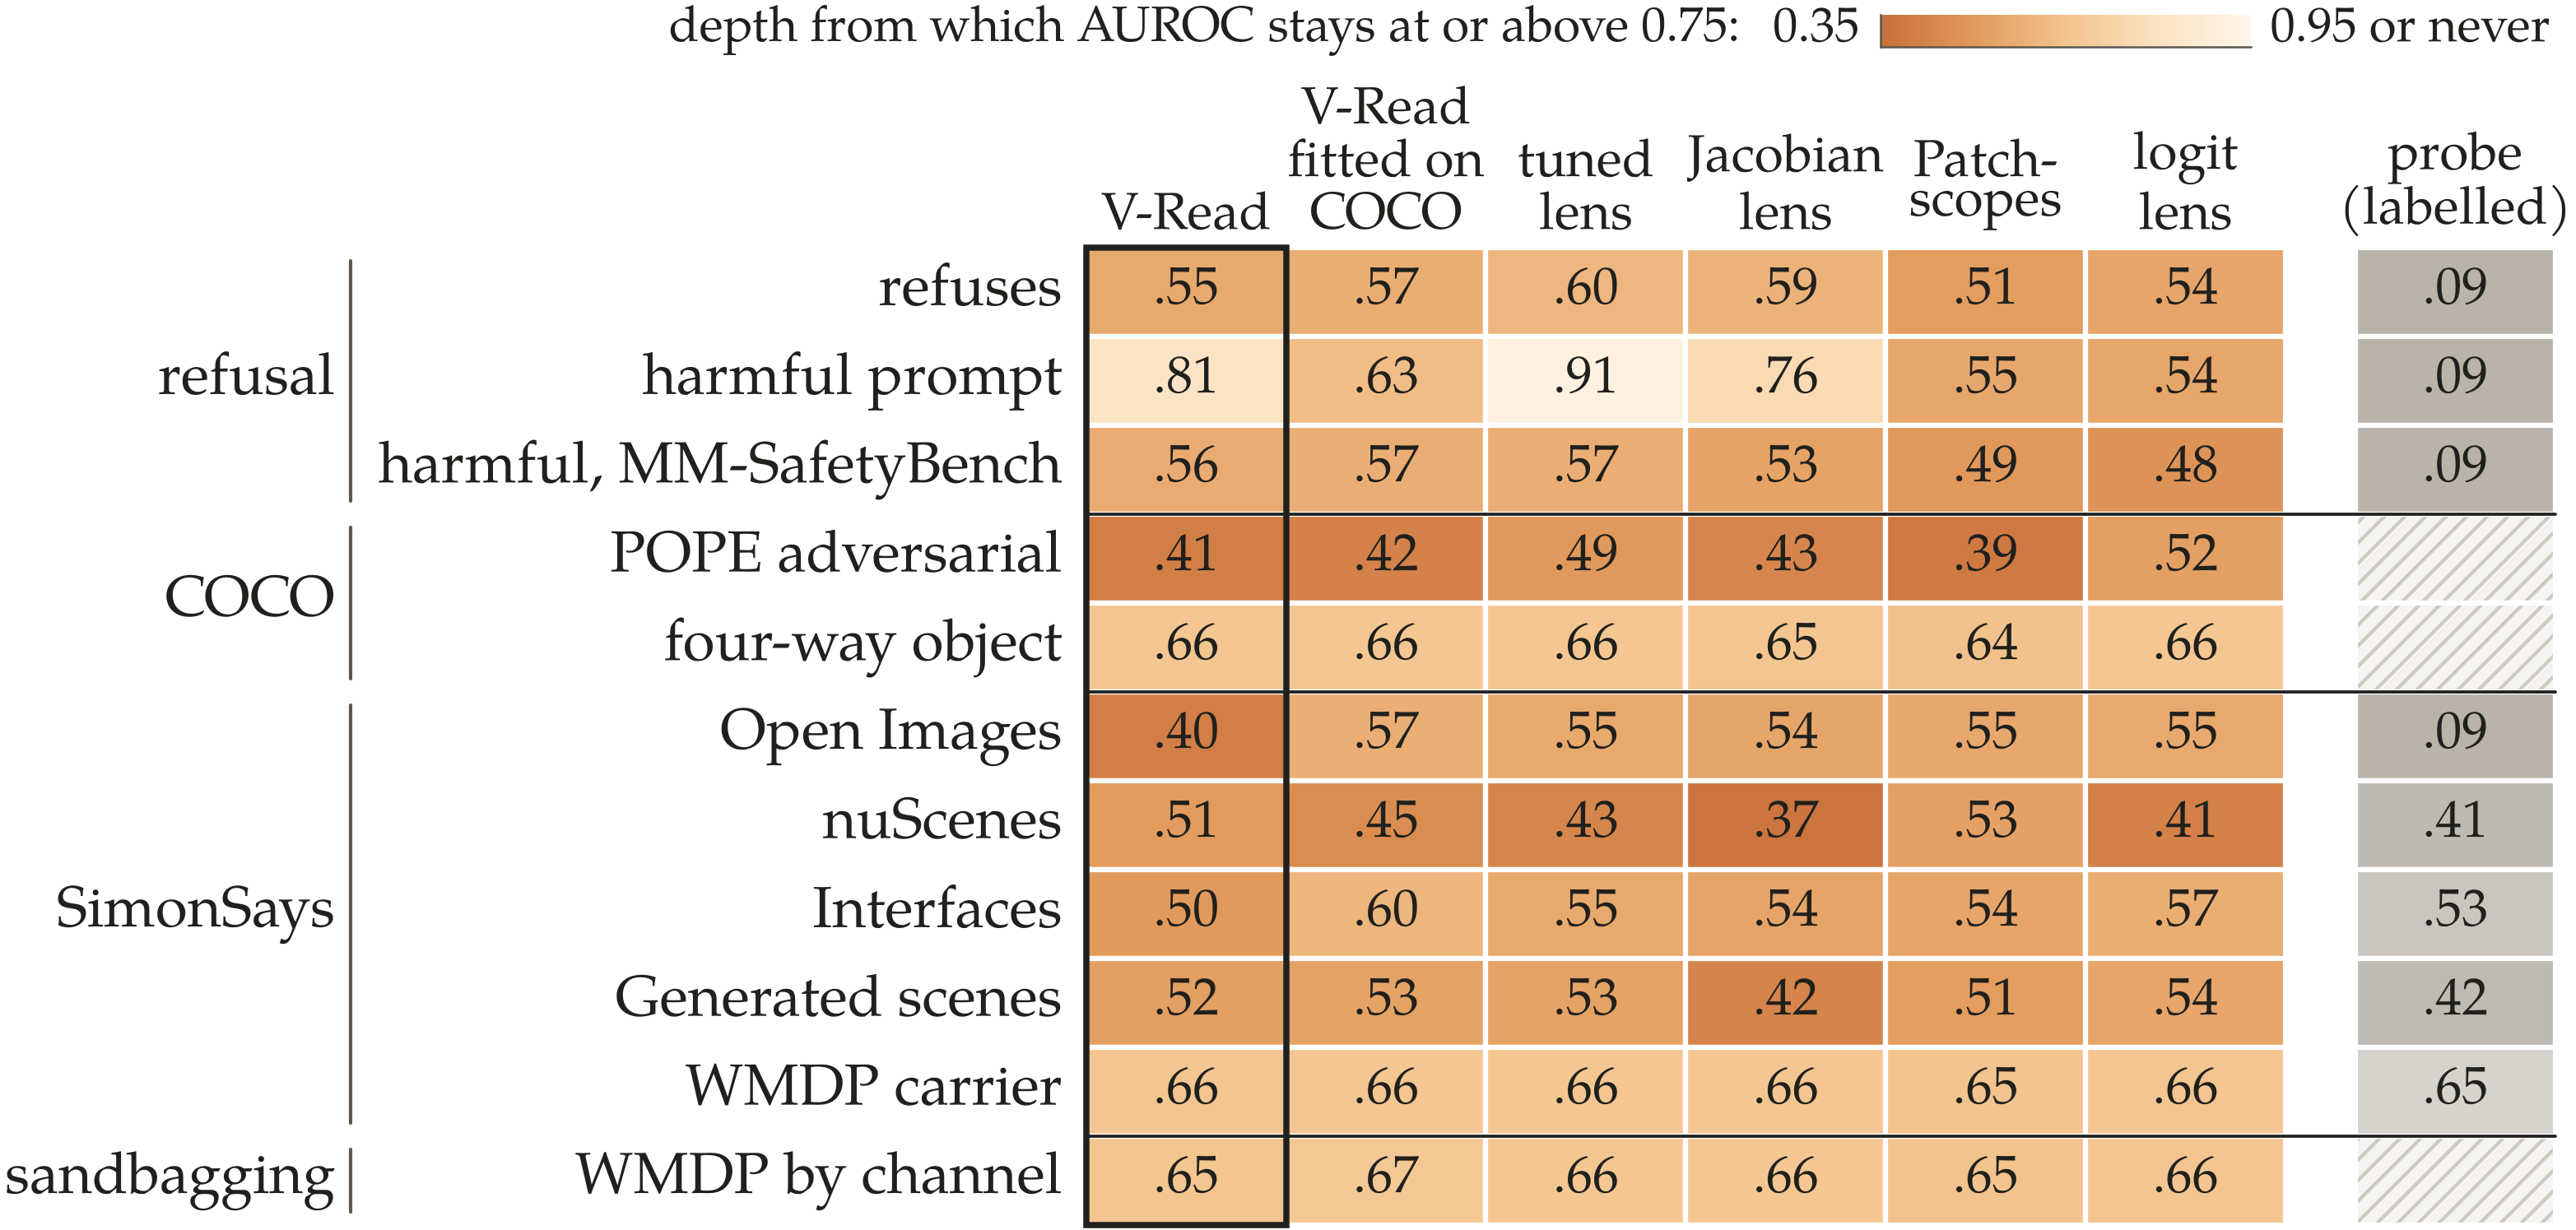 depth from which AUROC stays at or above 0.75: 0.35 0.95 or never
V-Read
V-Read
fitted on
COCO
tuned
lens
Jacobian
lens
Patch-
scopes
logit
lens
probe
(labelled)
refusal
refuses .55 .57 .60 .59 .51 .54 .09
harmful prompt .81 .63 .91 .76 .55 .54 .09
harmful, MM-SafetyBench .56 .57 .57 .53 .49 .48 .09
COCO
POPE adversarial .41 .42 .49 .43 .39 .52
four-way object .66 .66 .66 .65 .64 .66
SimonSays
Open Images .40 .57 .55 .54 .55 .55 .09
nuScenes .51 .45 .43 .37 .53 .41 .41
Interfaces .50 .60 .55 .54 .54 .57 .53
Generated scenes .52 .53 .53 .42 .51 .54 .42
WMDP carrier .66 .66 .66 .66 .65 .66 .65
sandbagging
WMDP by channel .65 .67 .66 .66 .65 .66